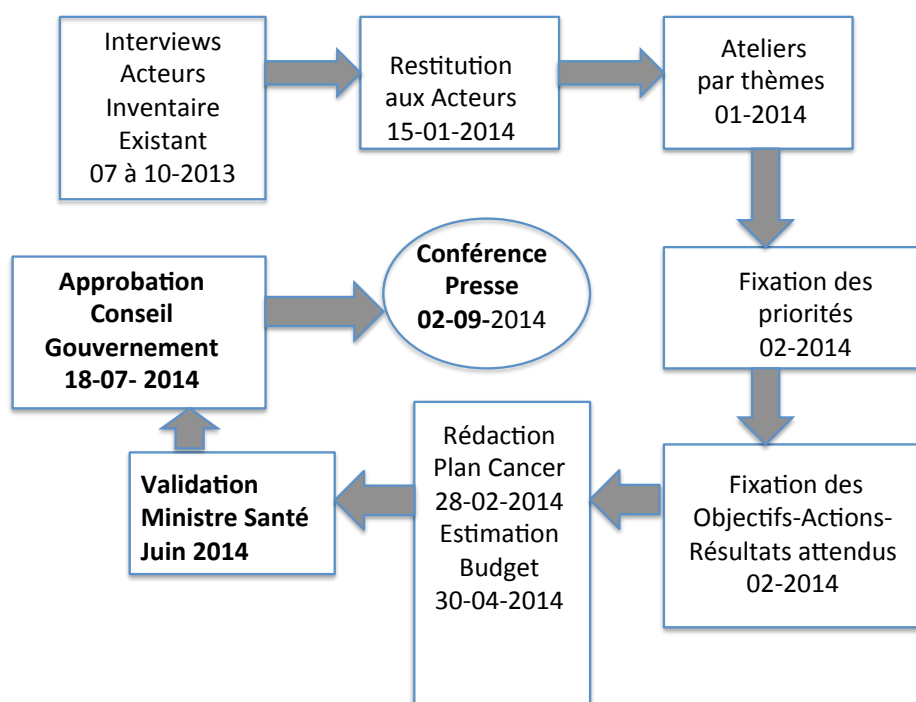 Interviews
Acteurs
Inventaire
Existant
07 à 10-2013
Restitution
aux Acteurs
15-01-2014
Ateliers
par thèmes
01-2014
Fixation des
priorités
02-2014
Fixation des
Objectifs-Actions-
Résultats attendus
02-2014
Rédaction
Plan Cancer
28-02-2014
Estimation
Budget
30-04-2014
Validation
Ministre Santé
Juin 2014
Approbation
Conseil
Gouvernement
18-07- 2014
Conférence
Presse
02-09-2014